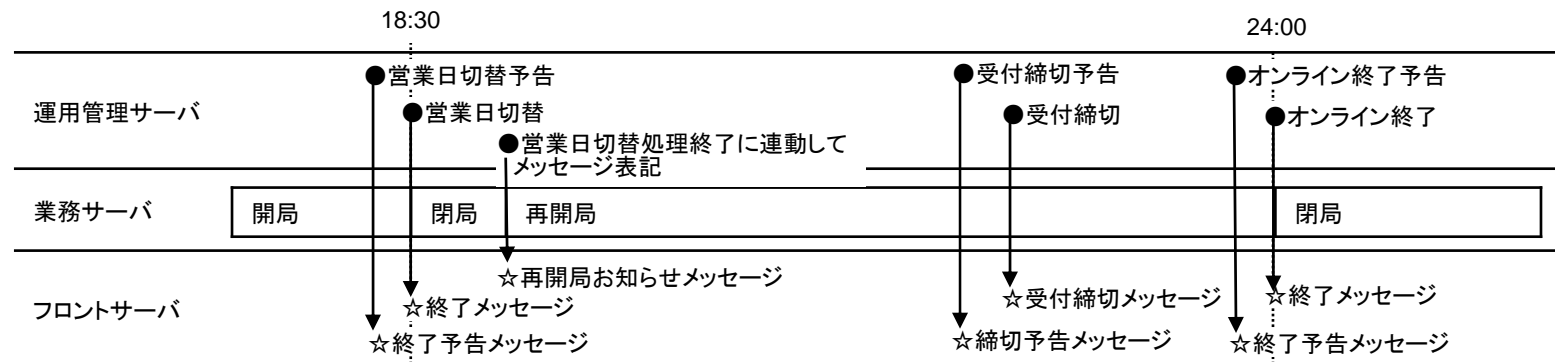 18:30
24:00
●営業日切替予告
●受付締切予告
●オンライン終了予告
運用管理サーバ
●営業日切替
●受付締切
●オンライン終了
●営業日切替処理終了に連動して
メッセージ表記
業務サーバ
開局
閉局
再開局
閉局
☆再開局お知らせメッセージ
フロントサーバ
☆終了メッセージ
☆受付締切メッセージ
☆終了メッセージ
☆終了予告メッセージ
☆締切予告メッセージ
☆終了予告メッセージ